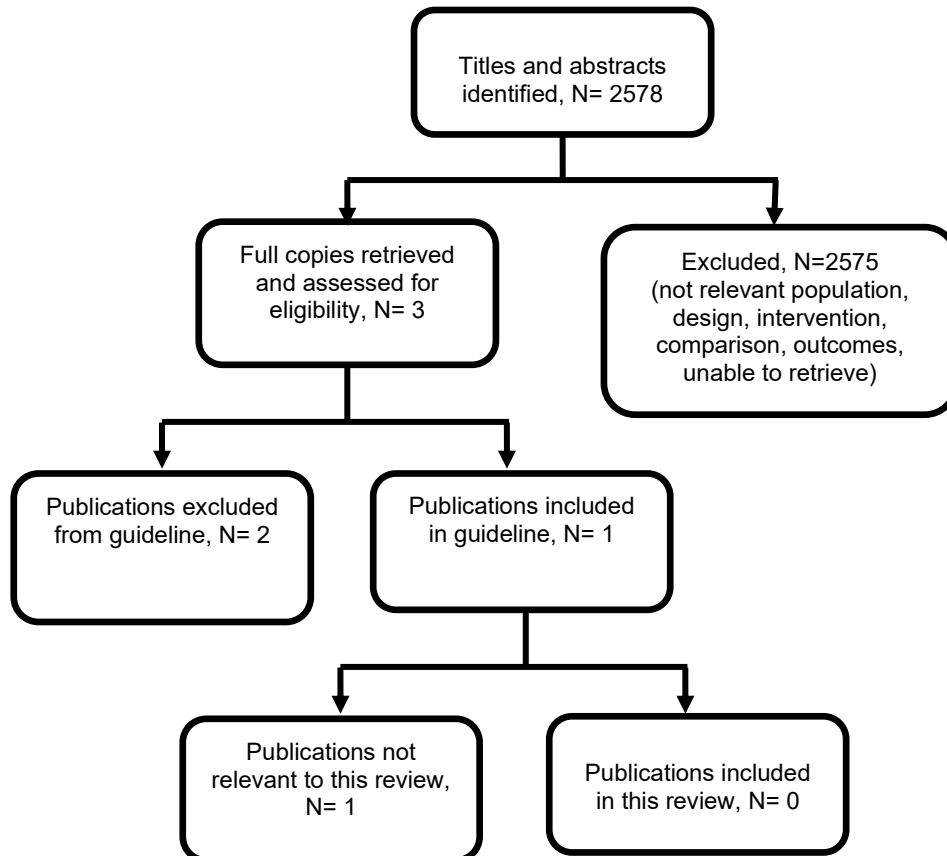 Titles and abstracts
identified, N= 2578
Full copies retrieved
and assessed for
eligibility, N= 3
Excluded, N=2575
(not relevant population,
design, intervention,
comparison, outcomes,
unable to retrieve)
Publications excluded
from guideline, N= 2
Publications included
in guideline, N= 1
Publications not
relevant to this review,
N= 1
Publications included
in this review, N= 0